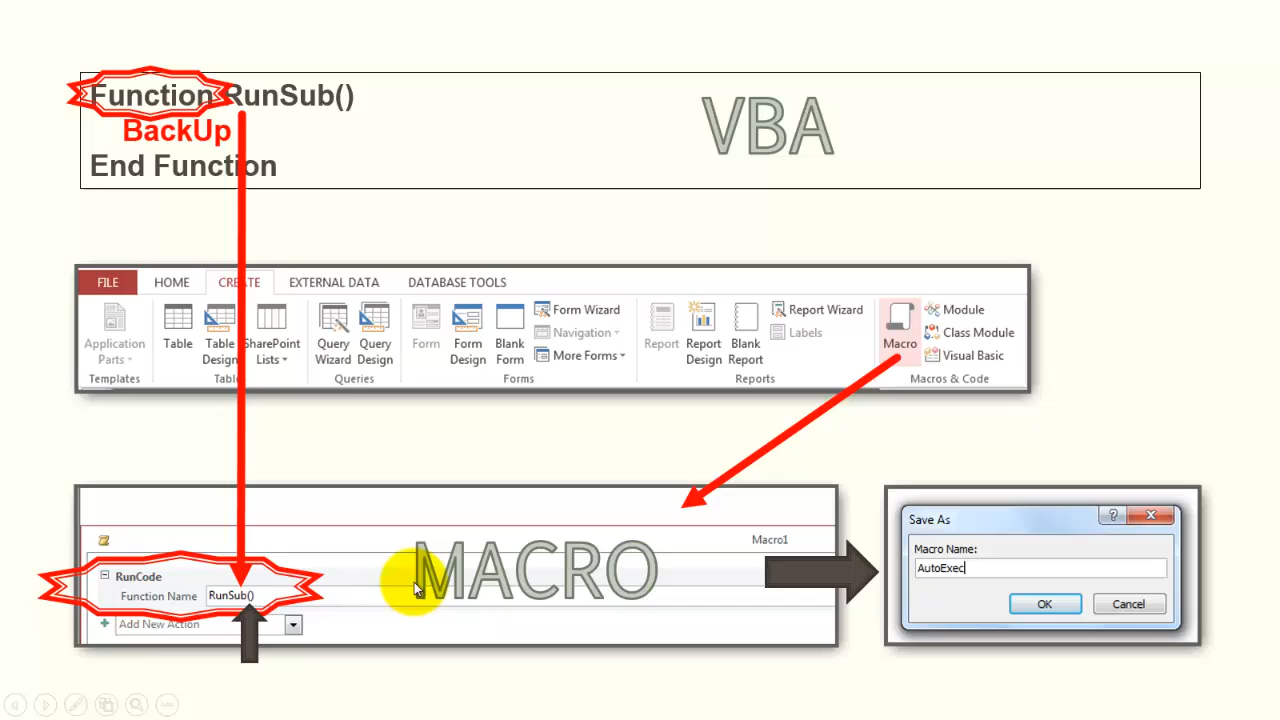 Function RunSub()
BackUp
End Function
VBA
FILE HOME CREATE EXTERNAL DATA DATABASE TOOLS
Application Parts
Templates
Table
Table Design
SharePoint Lists
Query Wizard
Query Design
Queries
Form
Form Design
Blank Form
Form Wizard
Navigation
More Forms
Forms
Report
Report Design
Blank Report
Report Wizard
Labels
Reports
Macro
Module
Class Module
Visual Basic
Macros & Code
Macro1
MACRO
RunCode
Function Name RunSub()
Add New Action
Save As
Macro Name:
AutoExec
OK Cancel